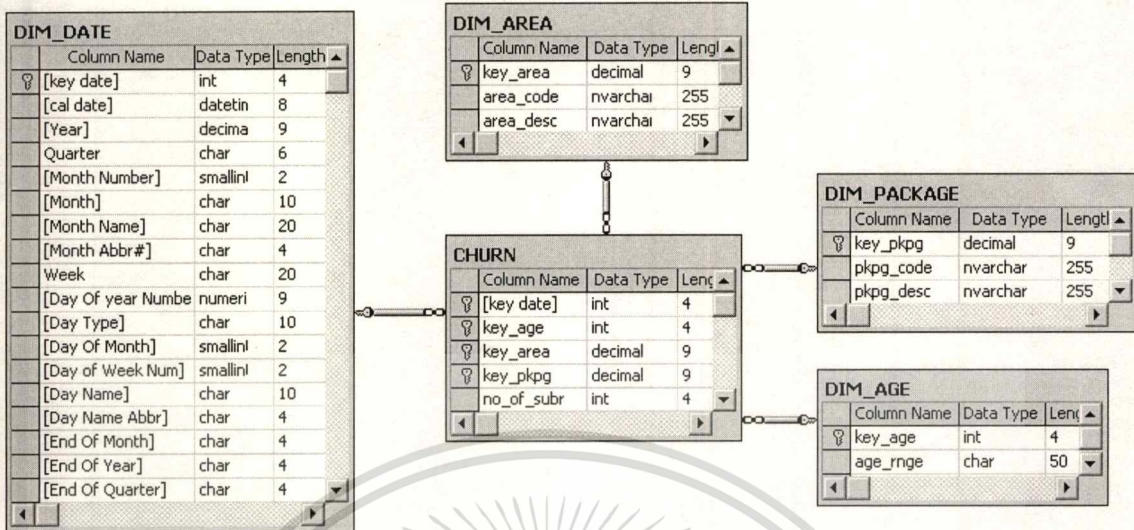 DIM_DATE
Column Name Data Type Length
[key date] int 4
[cal date] datetin 8
[Year] decima 9
Quarter char 6
[Month Number] smallinl 2
[Month] char 10
[Month Name] char 20
[Month Abbr#] char 4
Week char 20
[Day Of year Numbe numeri 9
[Day Type] char 10
[Day Of Month] smallinl 2
[Day of Week Num] smallinl 2
[Day Name] char 10
[Day Name Abbr] char 4
[End Of Month] char 4
[End Of Year] char 4
[End Of Quarter] char 4
DIM_AREA
Column Name Data Type Lengl
key_area decimal 9
area_code nvarchai 255
area_desc nvarchai 255
CHURN
Column Name Data Type Leng
[key date] int 4
key_age int 4
key_area decimal 9
key_pkpg decimal 9
no_of_subr int 4
DIM_PACKAGE
Column Name Data Type Lengtl
key_pkpg decimal 9
pkpg_code nvarchar 255
pkpg_desc nvarchar 255
DIM_AGE
Column Name Data Type Leng
key_age int 4
age_rnge char 50